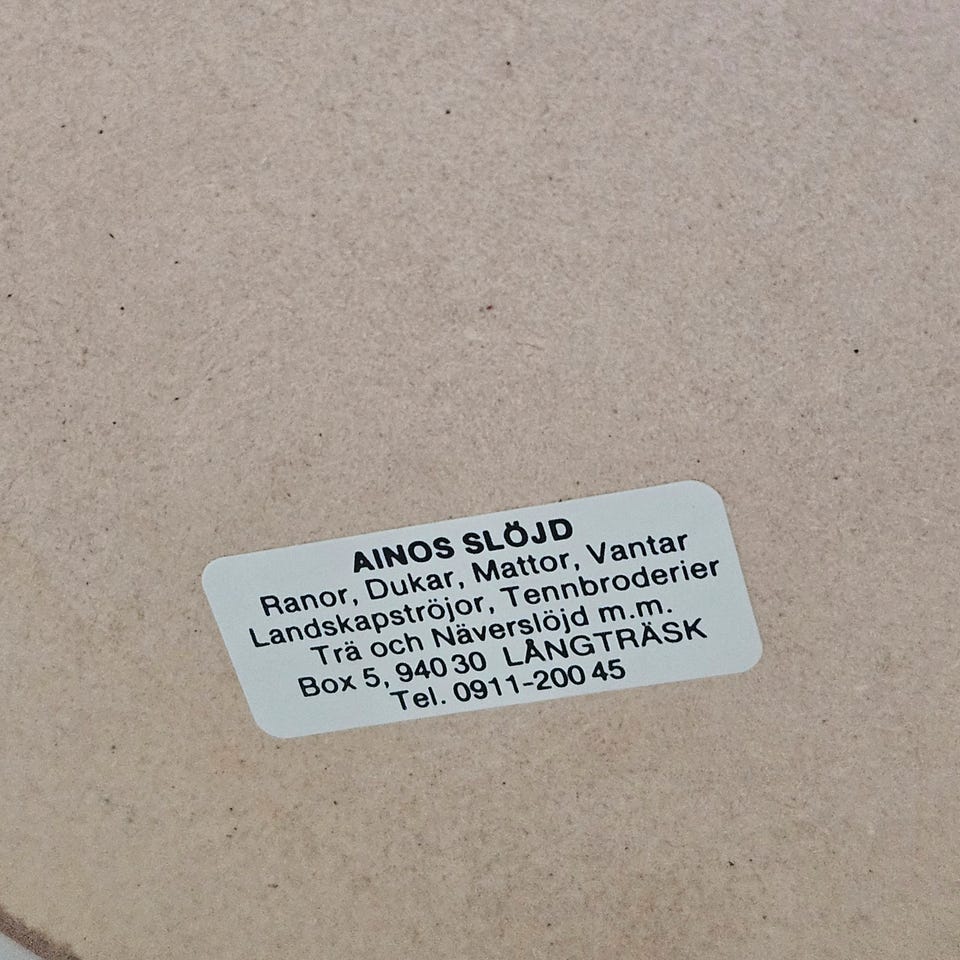 AINOS SLÖJD
Ranor, Dukar, Mattor, Vantar
Landskapströjor, Tennbroderier
Trä och Näverslöjd m.m.
Box 5, 940 30 LÅNGTRÄSK
Tel. 0911-200 45